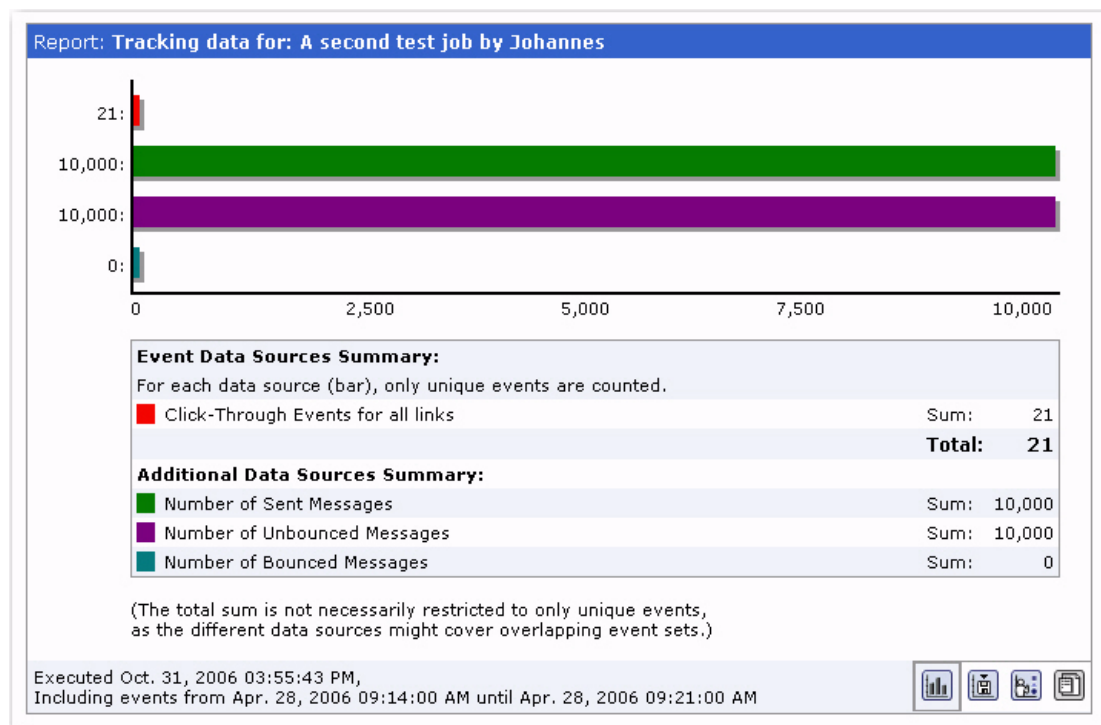 Report: Tracking data for: A second test job by Johannes
21:
10,000:
10,000:
0:
0 2,500 5,000 7,500 10,000
Event Data Sources Summary:
For each data source (bar), only unique events are counted.
Click-Through Events for all links Sum: 21
Total: 21
Additional Data Sources Summary:
Number of Sent Messages Sum: 10,000
Number of Unbounced Messages Sum: 10,000
Number of Bounced Messages Sum: 0
(The total sum is not necessarily restricted to only unique events,
as the different data sources might cover overlapping event sets.)
Executed Oct. 31, 2006 03:55:43 PM,
Including events from Apr. 28, 2006 09:14:00 AM until Apr. 28, 2006 09:21:00 AM